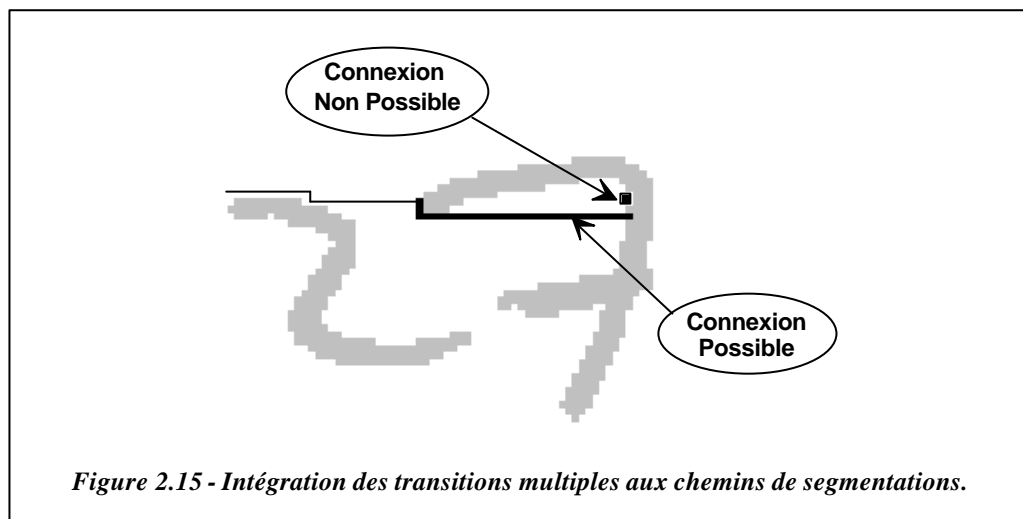 Connexion
Non Possible
Connexion
Possible
Figure 2.15 - Intégration des transitions multiples aux chemins de segmentations.